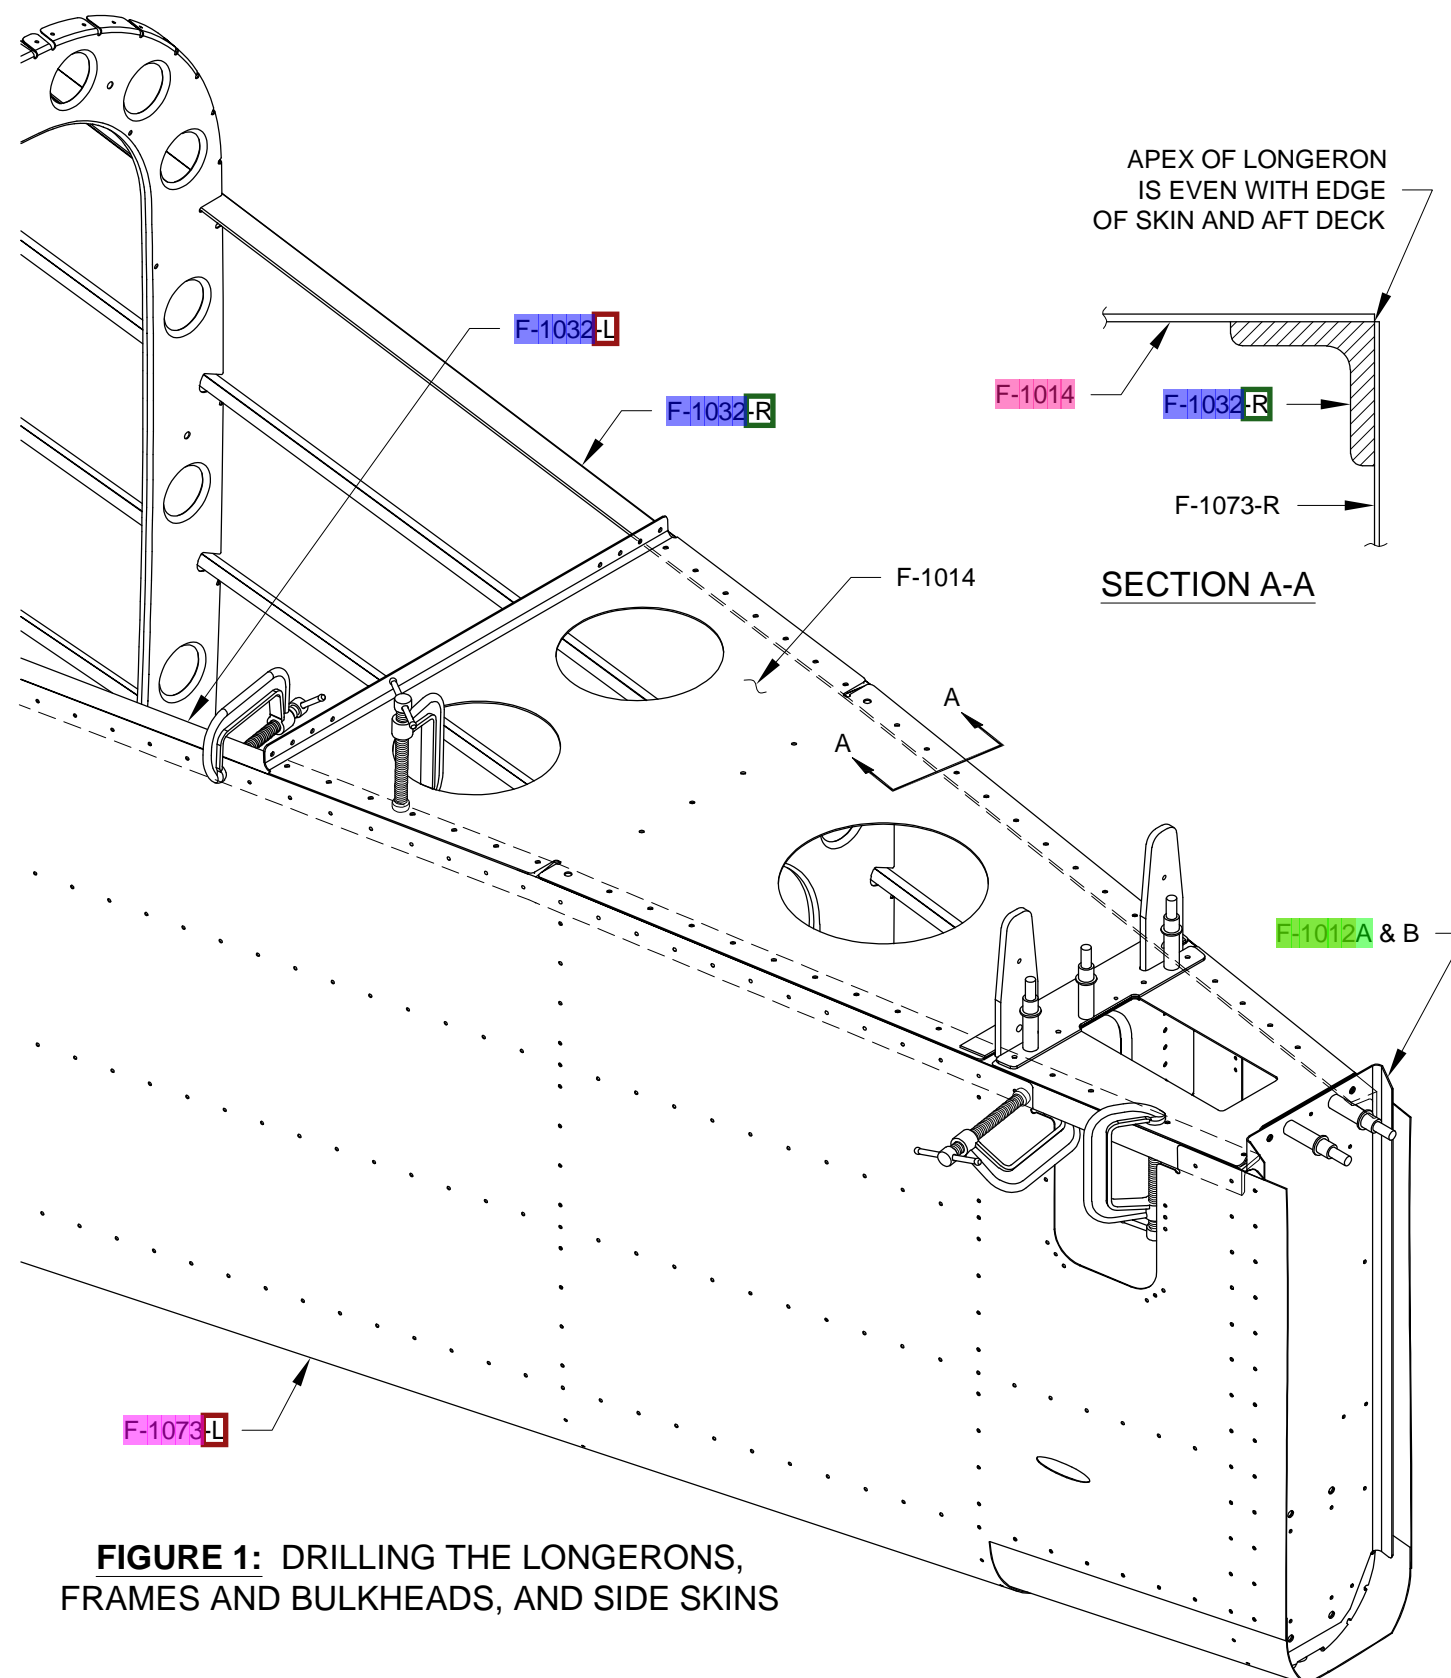 APEX OF LONGERON
IS EVEN WITH EDGE
OF SKIN AND AFT DECK
F-1032-L
F-1014
F-1032-R
F-1032-R
F-1073-R
F-1014
SECTION A-A
A
A
F-1012A & B
F-1073-L
FIGURE 1: DRILLING THE LONGERONS,
FRAMES AND BULKHEADS, AND SIDE SKINS